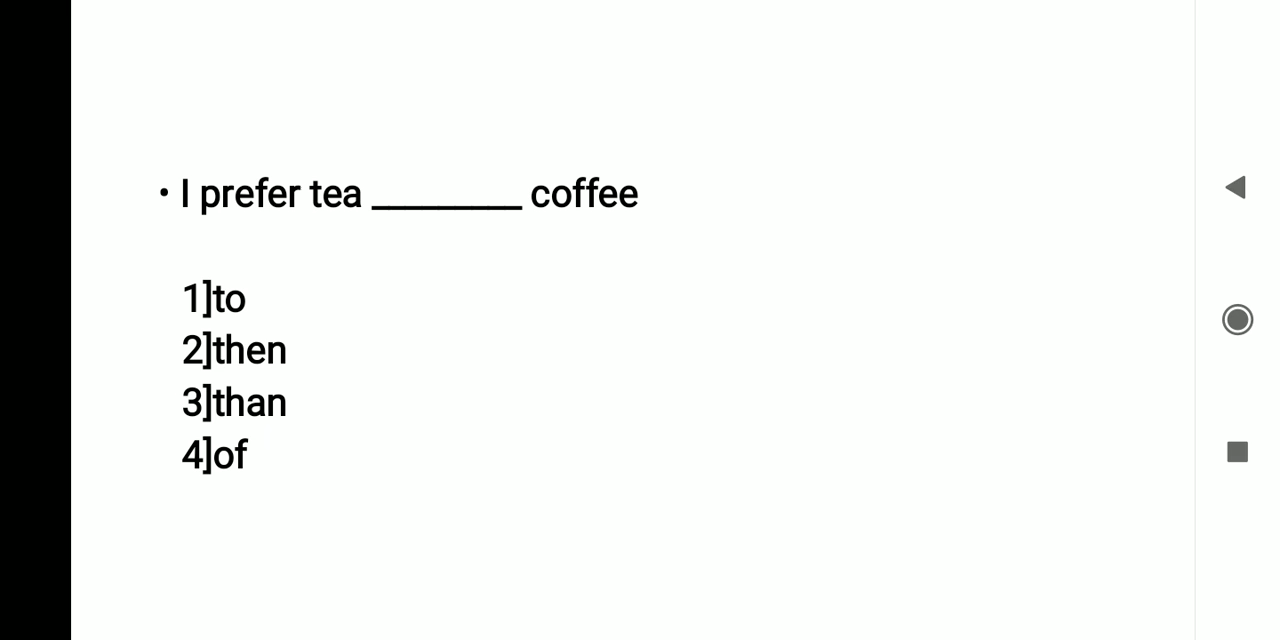 • I prefer tea ________ coffee
1]to
2]then
3]than
4]of